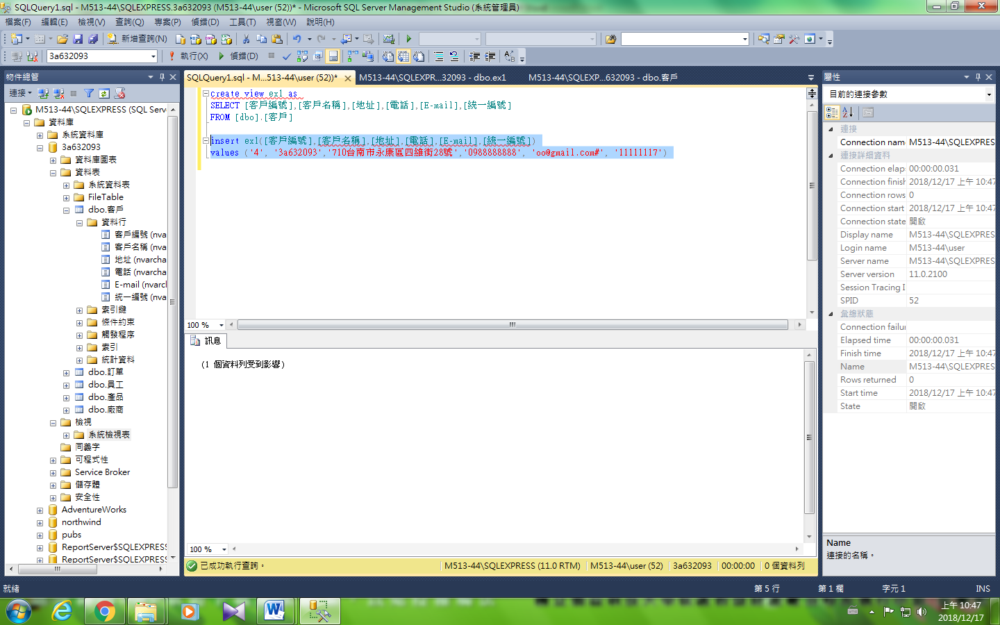 SQLQuery1.sql - M513-44\SQLEXPRESS.3a632093 (M513-44\user (52))* - Microsoft SQL Server Management Studio (系統管理員)
檔案(F) 編輯(E) 檢視(V) 查詢(Q) 專案(P) 偵錯(D) 工具(T) 視窗(W) 說明(H)
新增查詢(N)
3a632093 執行(X) 偵錯(D)
物件總管
連接
M513-44\SQLEXPRESS (SQL Serv
資料庫
系統資料庫
3a632093
資料庫圖表
資料表
系統資料表
FileTable
dbo.客戶
資料行
客戶編號 (nva
客戶名稱 (nva
地址 (nvarcha
電話 (nvarcha
E-mail (nvarcl
統一編號 (nva
索引鍵
條件約束
觸發程序
索引
統計資料
dbo.訂單
dbo.員工
dbo.產品
dbo.廠商
檢視
系統檢視表
同義字
可程式性
Service Broker
儲存體
安全性
AdventureWorks
northwind
pubs
ReportServer$SQLEXPRESS
ReportServer$SQLEXPRESS
SQLQuery1.sql - M...513-44\user (52))* M513-44\SQLEXPR...32093 - dbo.ex1 M513-44\SQLEXP...632093 - dbo.客戶
create view ex1 as
SELECT [客戶編號],[客戶名稱],[地址],[電話],[E-mail],[統一編號]
FROM [dbo].[客戶]
insert ex1([客戶編號],[客戶名稱],[地址],[電話],[E-mail],[統一編號])
values ('4', '3a632093','710台南市永康區四維街28號','0988888888', 'oo@gmail.com#', '11111117')
100 %
訊息
(1 個資料列受到影響)
100 %
已成功執行查詢。 M513-44\SQLEXPRESS (11.0 RTM) M513-44\user (52) 3a632093 00:00:00 0 個資料列
屬性
目前的連接參數
連接
Connection name M513-44\SQLEXPRESS
連接詳細資料
Connection elap 00:00:00.031
Connection finish 2018/12/17 上午 10:47
Connection rows 0
Connection start 2018/12/17 上午 10:47
Connection state 開啟
Display name M513-44\SQLEXPRES
Login name M513-44\user
Server name M513-44\SQLEXPRES
Server version 11.0.2100
Session Tracing I
SPID 52
彙總狀態
Connection failur
Elapsed time 00:00:00.031
Finish time 2018/12/17 上午 10:47
Name M513-44\SQLEXPRES
Rows returned 0
Start time 2018/12/17 上午 10:47
State 開啟
Name
連接的名稱。
就緒 第 5 行 第 1 欄 字元 1 INS
上午 10:47
2018/12/17